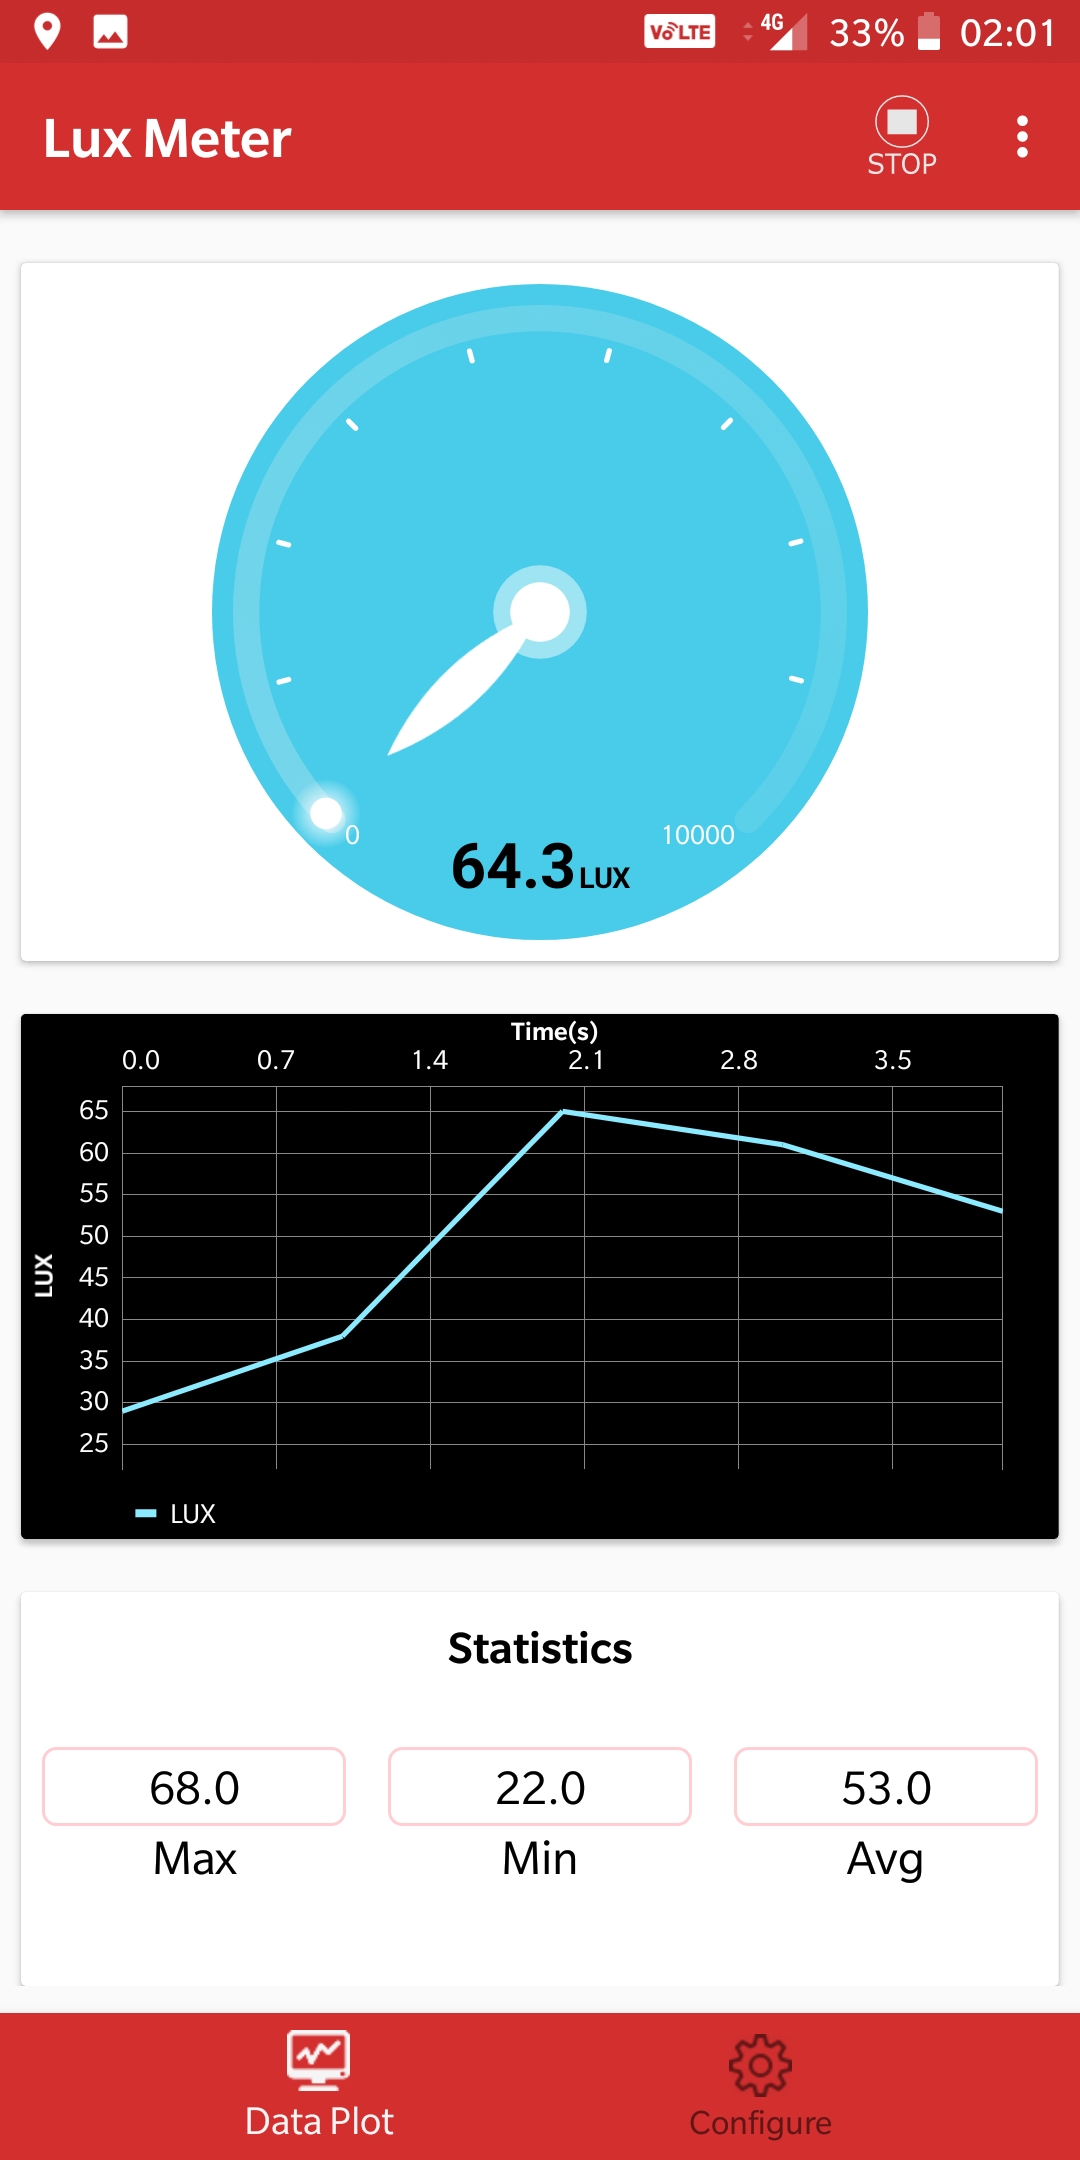 VoLTE 4G 33% 02:01
Lux Meter
STOP
0
10000
64.3 LUX
Time(s)
0.0 0.7 1.4 2.1 2.8 3.5
65
60
55
50
45
40
35
30
25
LUX
LUX
Statistics
68.0 22.0 53.0
Max Min Avg
Data Plot Configure